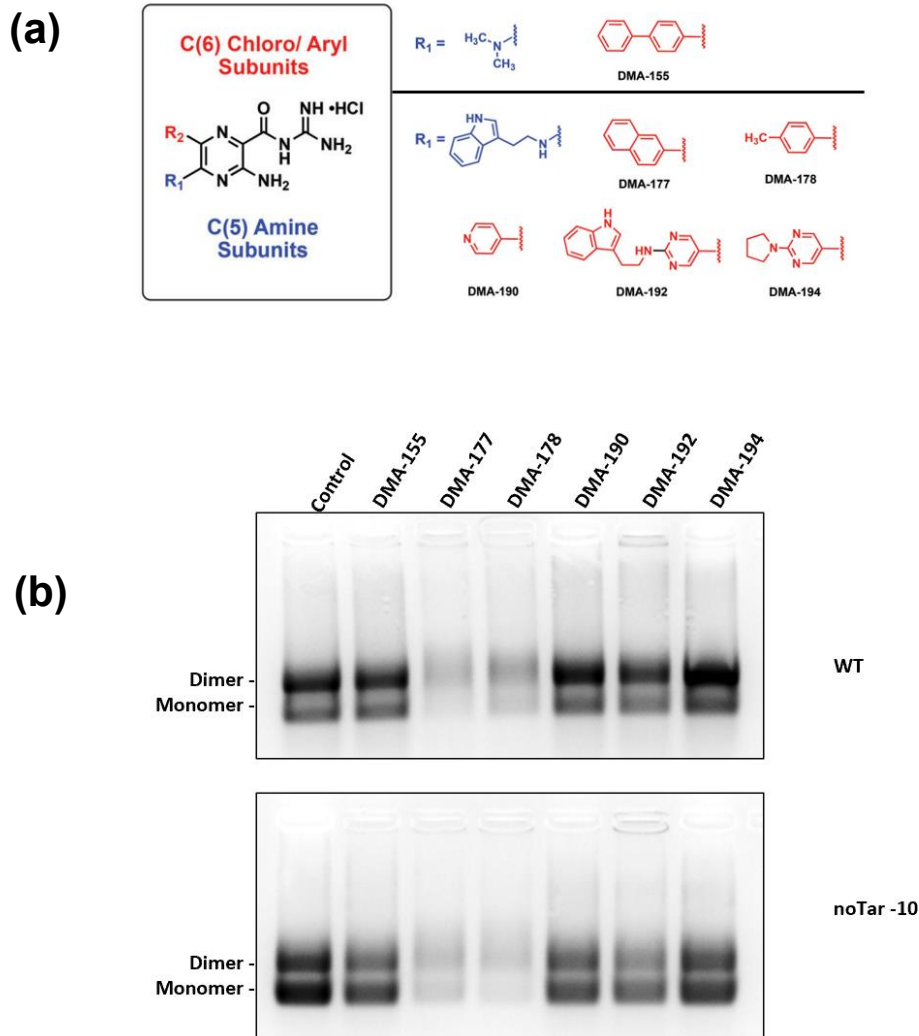 (a)
C(6) Chloro/ Aryl
Subunits
R2
R1
N
N
O
N
H
NH •HCl
NH2
NH2
C(5) Amine
Subunits
R1 =
H3C
N
CH3
DMA-155
R1 =
HN
N
H
DMA-177
H3C
DMA-178
N
DMA-190
H
N
HN
N
N
DMA-192
N
N
N
DMA-194
(b)
Control
DMA-155
DMA-177
DMA-178
DMA-190
DMA-192
DMA-194
Dimer -
Monomer -
WT
Dimer -
Monomer -
noTar -10